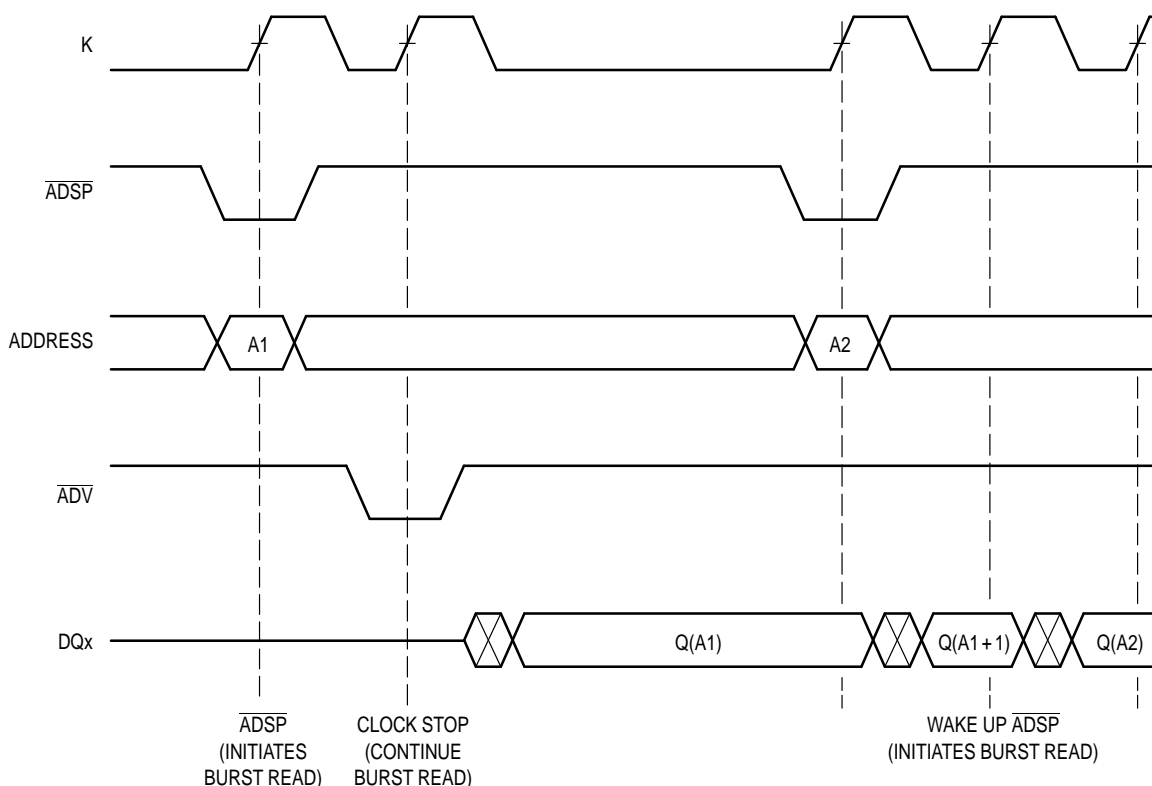 K
ADSP
ADDRESS
A1
A2
ADV
DQx
Q(A1)
Q(A1 + 1)
Q(A2)
ADSP
(INITIATES
BURST READ)
CLOCK STOP
(CONTINUE
BURST READ)
WAKE UP ADSP
(INITIATES BURST READ)